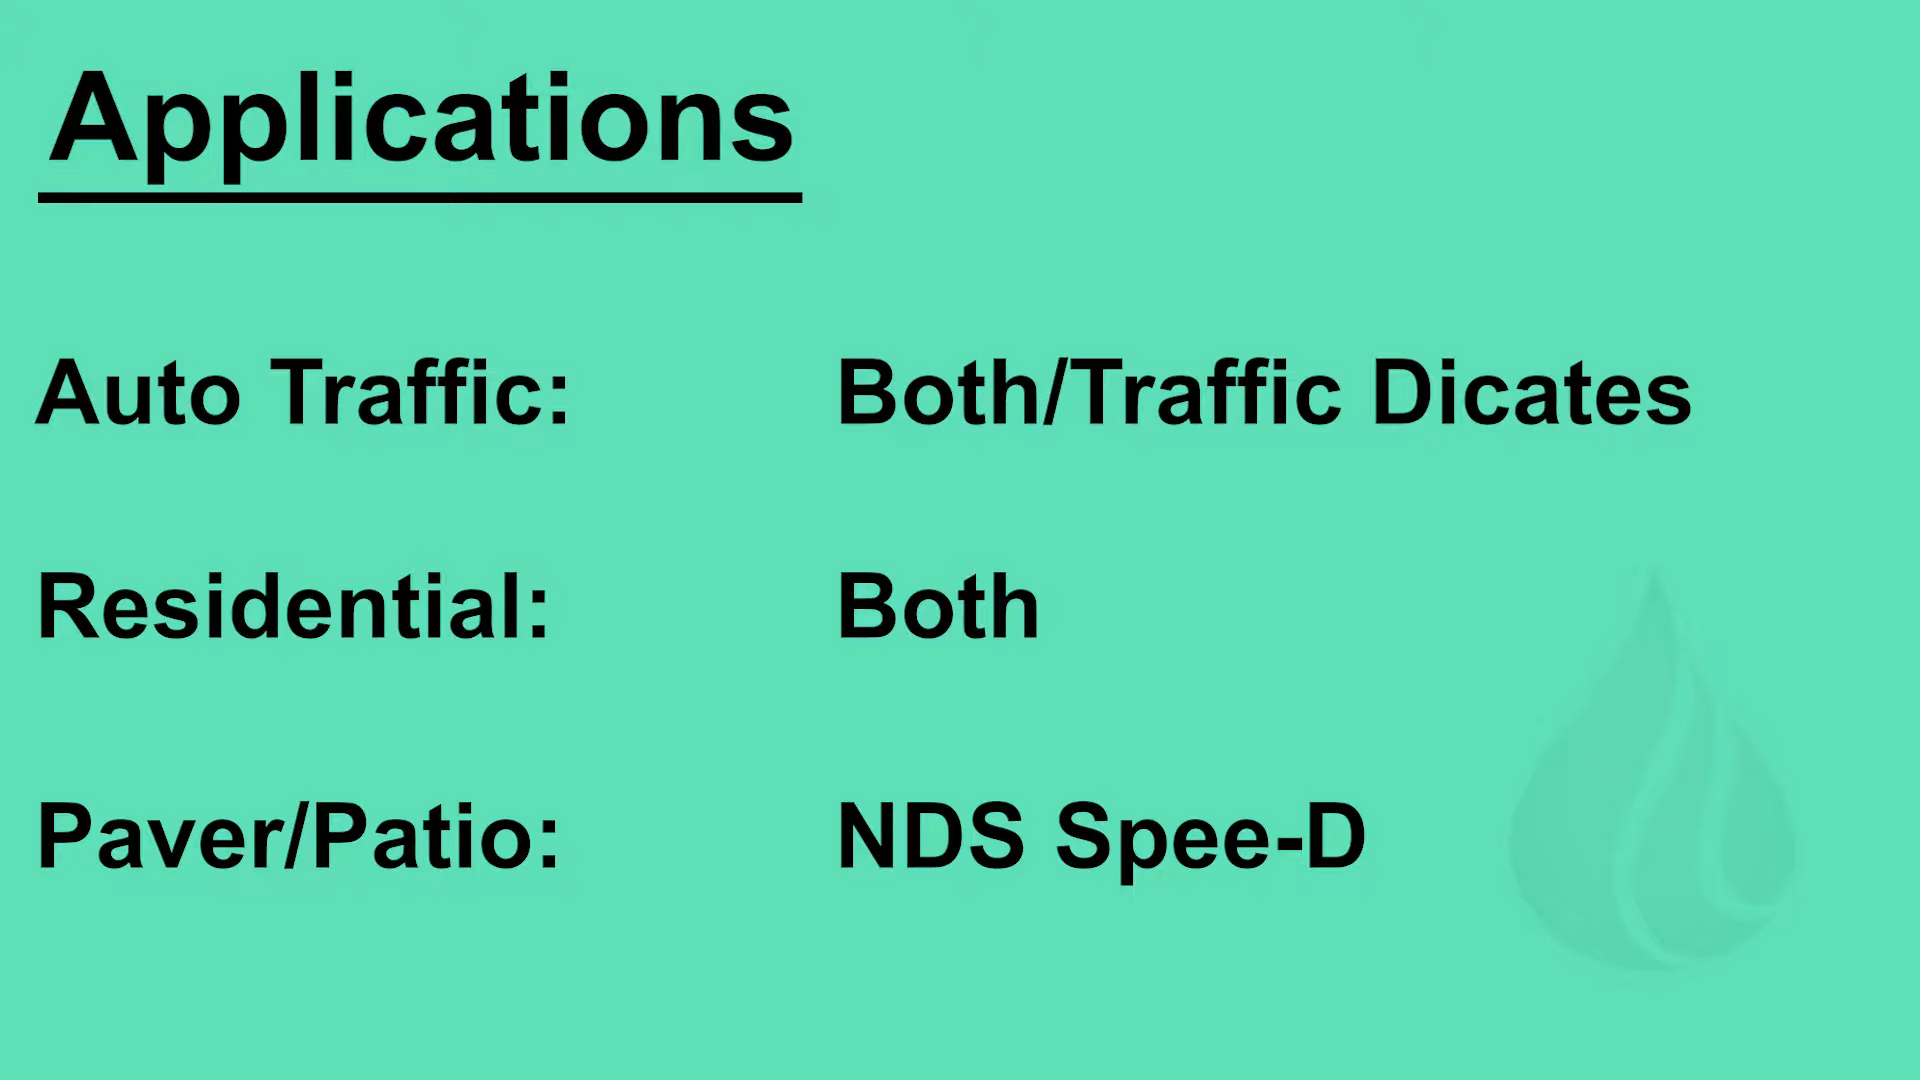 Applications
Auto Traffic: Both/Traffic Dicates
Residential: Both
Paver/Patio: NDS Spee-D